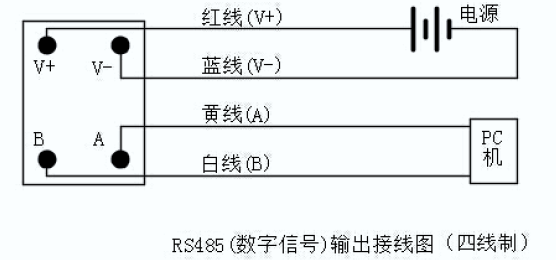 红线(V+)
电源
V+ V-
蓝线(V-)
黄线(A)
B A
PC
机
白线(B)
RS485(数字信号)输出接线图（四线制）